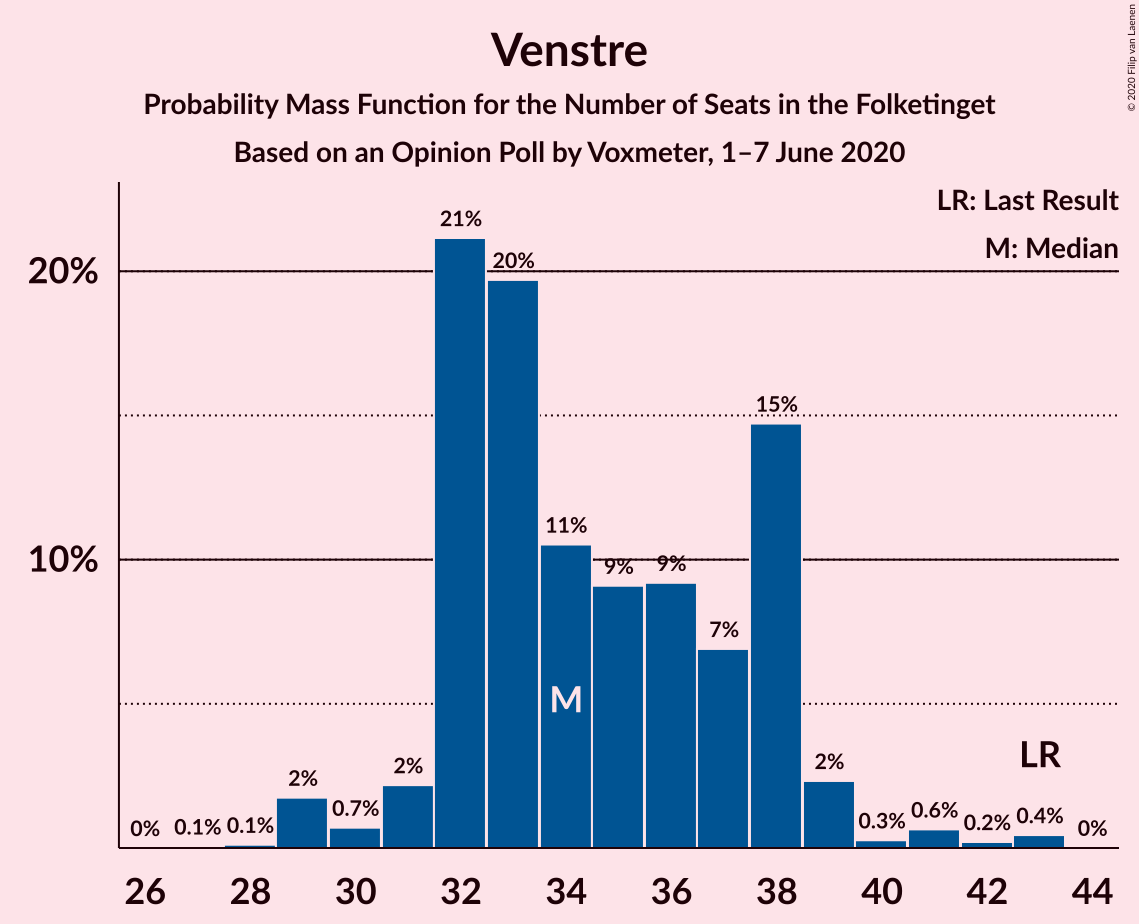 Venstre
Probability Mass Function for the Number of Seats in the Folketinget
Based on an Opinion Poll by Voxmeter, 1–7 June 2020
© 2020 Filip van Laenen
LR: Last Result
M: Median
20%
10%
0%
0.1%
0.1%
2%
0.7%
2%
21%
20%
11%
9%
9%
7%
15%
2%
0.3%
0.6%
0.2%
0.4%
0%
M
LR
26 28 30 32 34 36 38 40 42 44